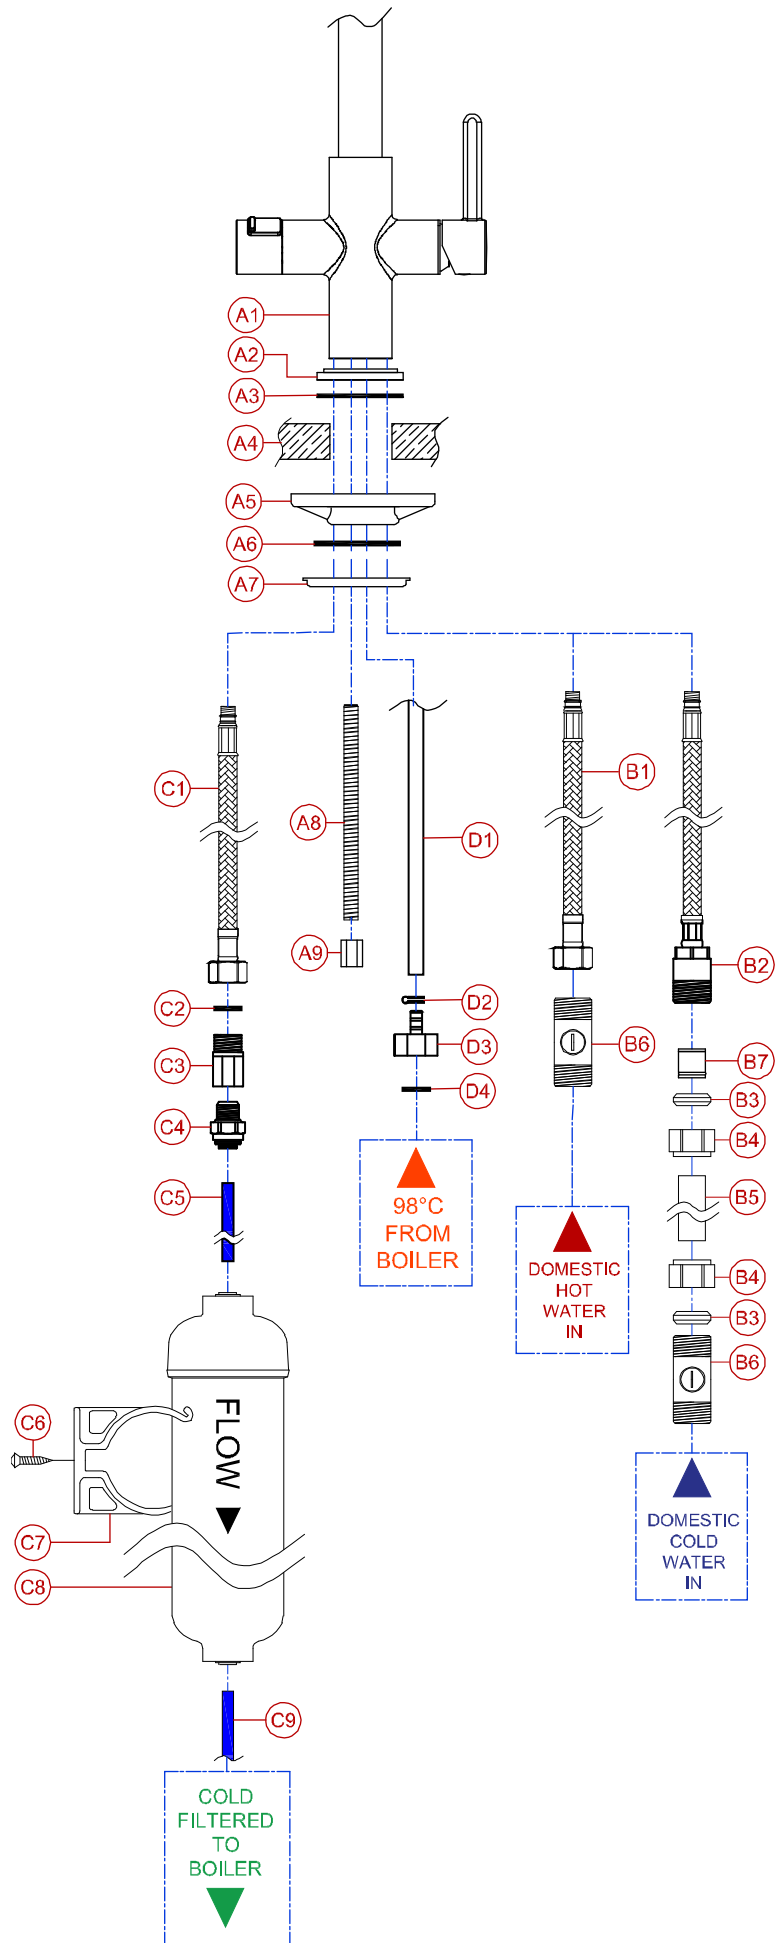 A1
A2
A3
A4
A5
A6
A7
C1
A8
D1
B1
A9
B2
C2
D2
C3
D3
B6
B7
C4
D4
B3
B4
C5
98°C
FROM
BOILER
B5
DOMESTIC
HOT
WATER
IN
B4
B3
B6
FLOW
C6
C7
C8
DOMESTIC
COLD
WATER
IN
C9
COLD
FILTERED
TO
BOILER